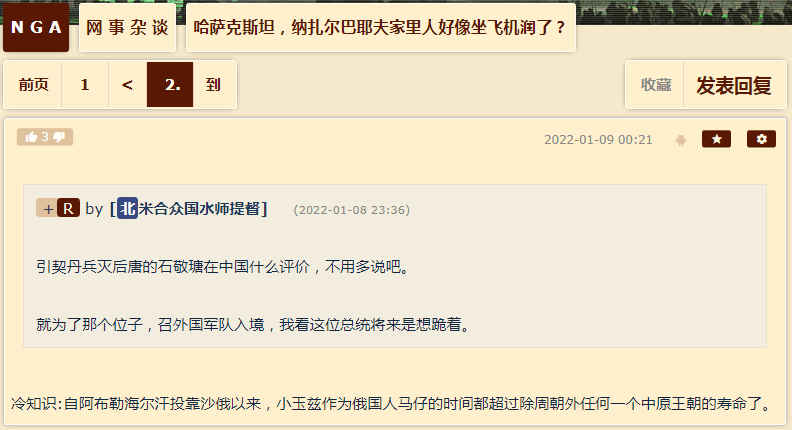 NGA 网事杂谈 哈萨克斯坦，纳扎尔巴耶夫家里人好像坐飞机润了？
前页 1 < 2. 到 收藏 发表回复
3 2022-01-09 00:21
+ R by [北米合众国水师提督] (2022-01-08 23:36)
引契丹兵灭后唐的石敬瑭在中国什么评价，不用多说吧。
就为了那个位子，召外国军队入境，我看这位总统将来是想跪着。
冷知识:自阿布勒海尔汗投靠沙俄以来，小玉兹作为俄国人马仔的时间都超过除周朝外任何一个中原王朝的寿命了。